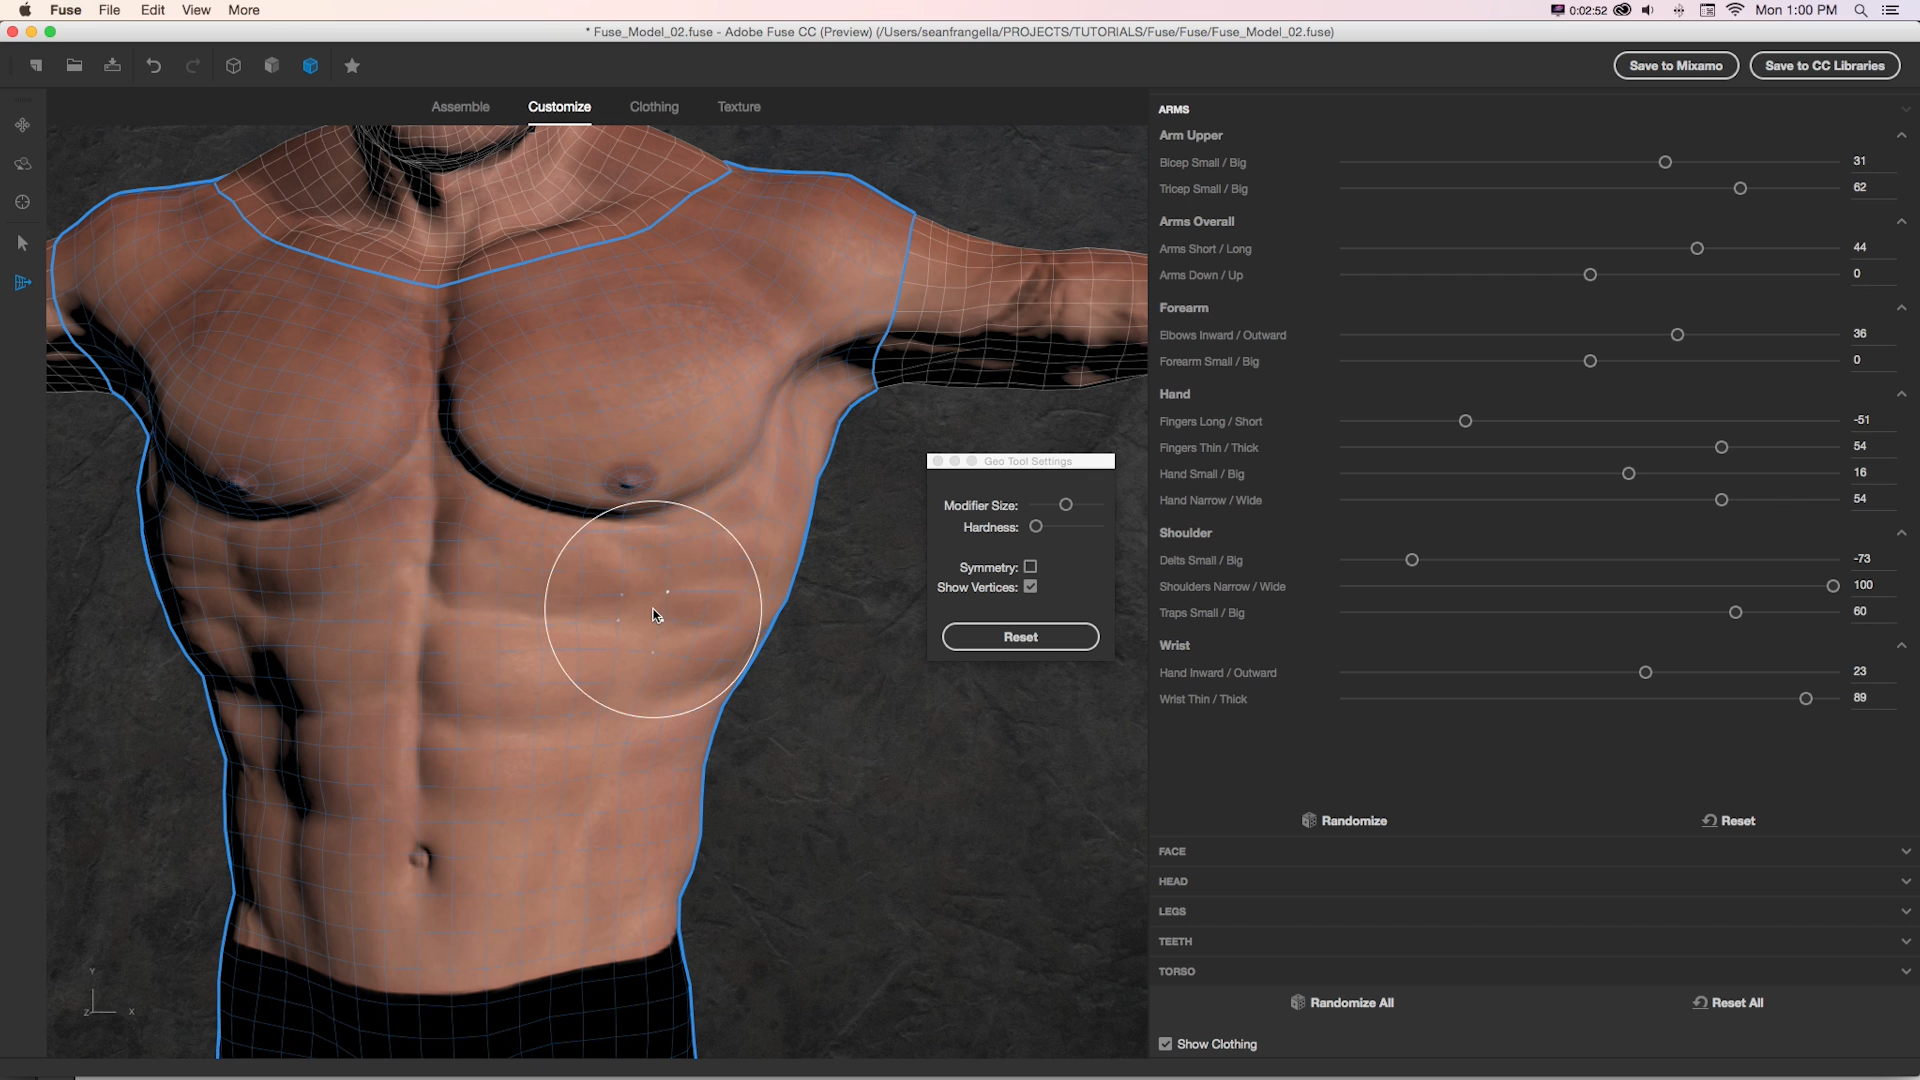 Fuse File Edit View More 0:02:52 Mon 1:00 PM
* Fuse_Model_02.fuse - Adobe Fuse CC (Preview) (/Users/seanfrangella/PROJECTS/TUTORIALS/Fuse/Fuse/Fuse_Model_02.fuse)
Save to Mixamo Save to CC Libraries
Assemble Customize Clothing Texture
ARMS
Arm Upper
Bicep Small / Big 31
Tricep Small / Big 62
Arms Overall
Arms Short / Long 44
Arms Down / Up 0
Forearm
Elbows Inward / Outward 36
Forearm Small / Big 0
Hand
Fingers Long / Short -51
Fingers Thin / Thick 54
Hand Small / Big 16
Hand Narrow / Wide 54
Shoulder
Delts Small / Big -73
Shoulders Narrow / Wide 100
Traps Small / Big 60
Wrist
Hand Inward / Outward 23
Wrist Thin / Thick 89
Randomize Reset
FACE
HEAD
LEGS
TEETH
TORSO
Randomize All Reset All
Show Clothing
Geo Tool Settings
Modifier Size:
Hardness:
Symmetry:
Show Vertices:
Reset
Y
Z X